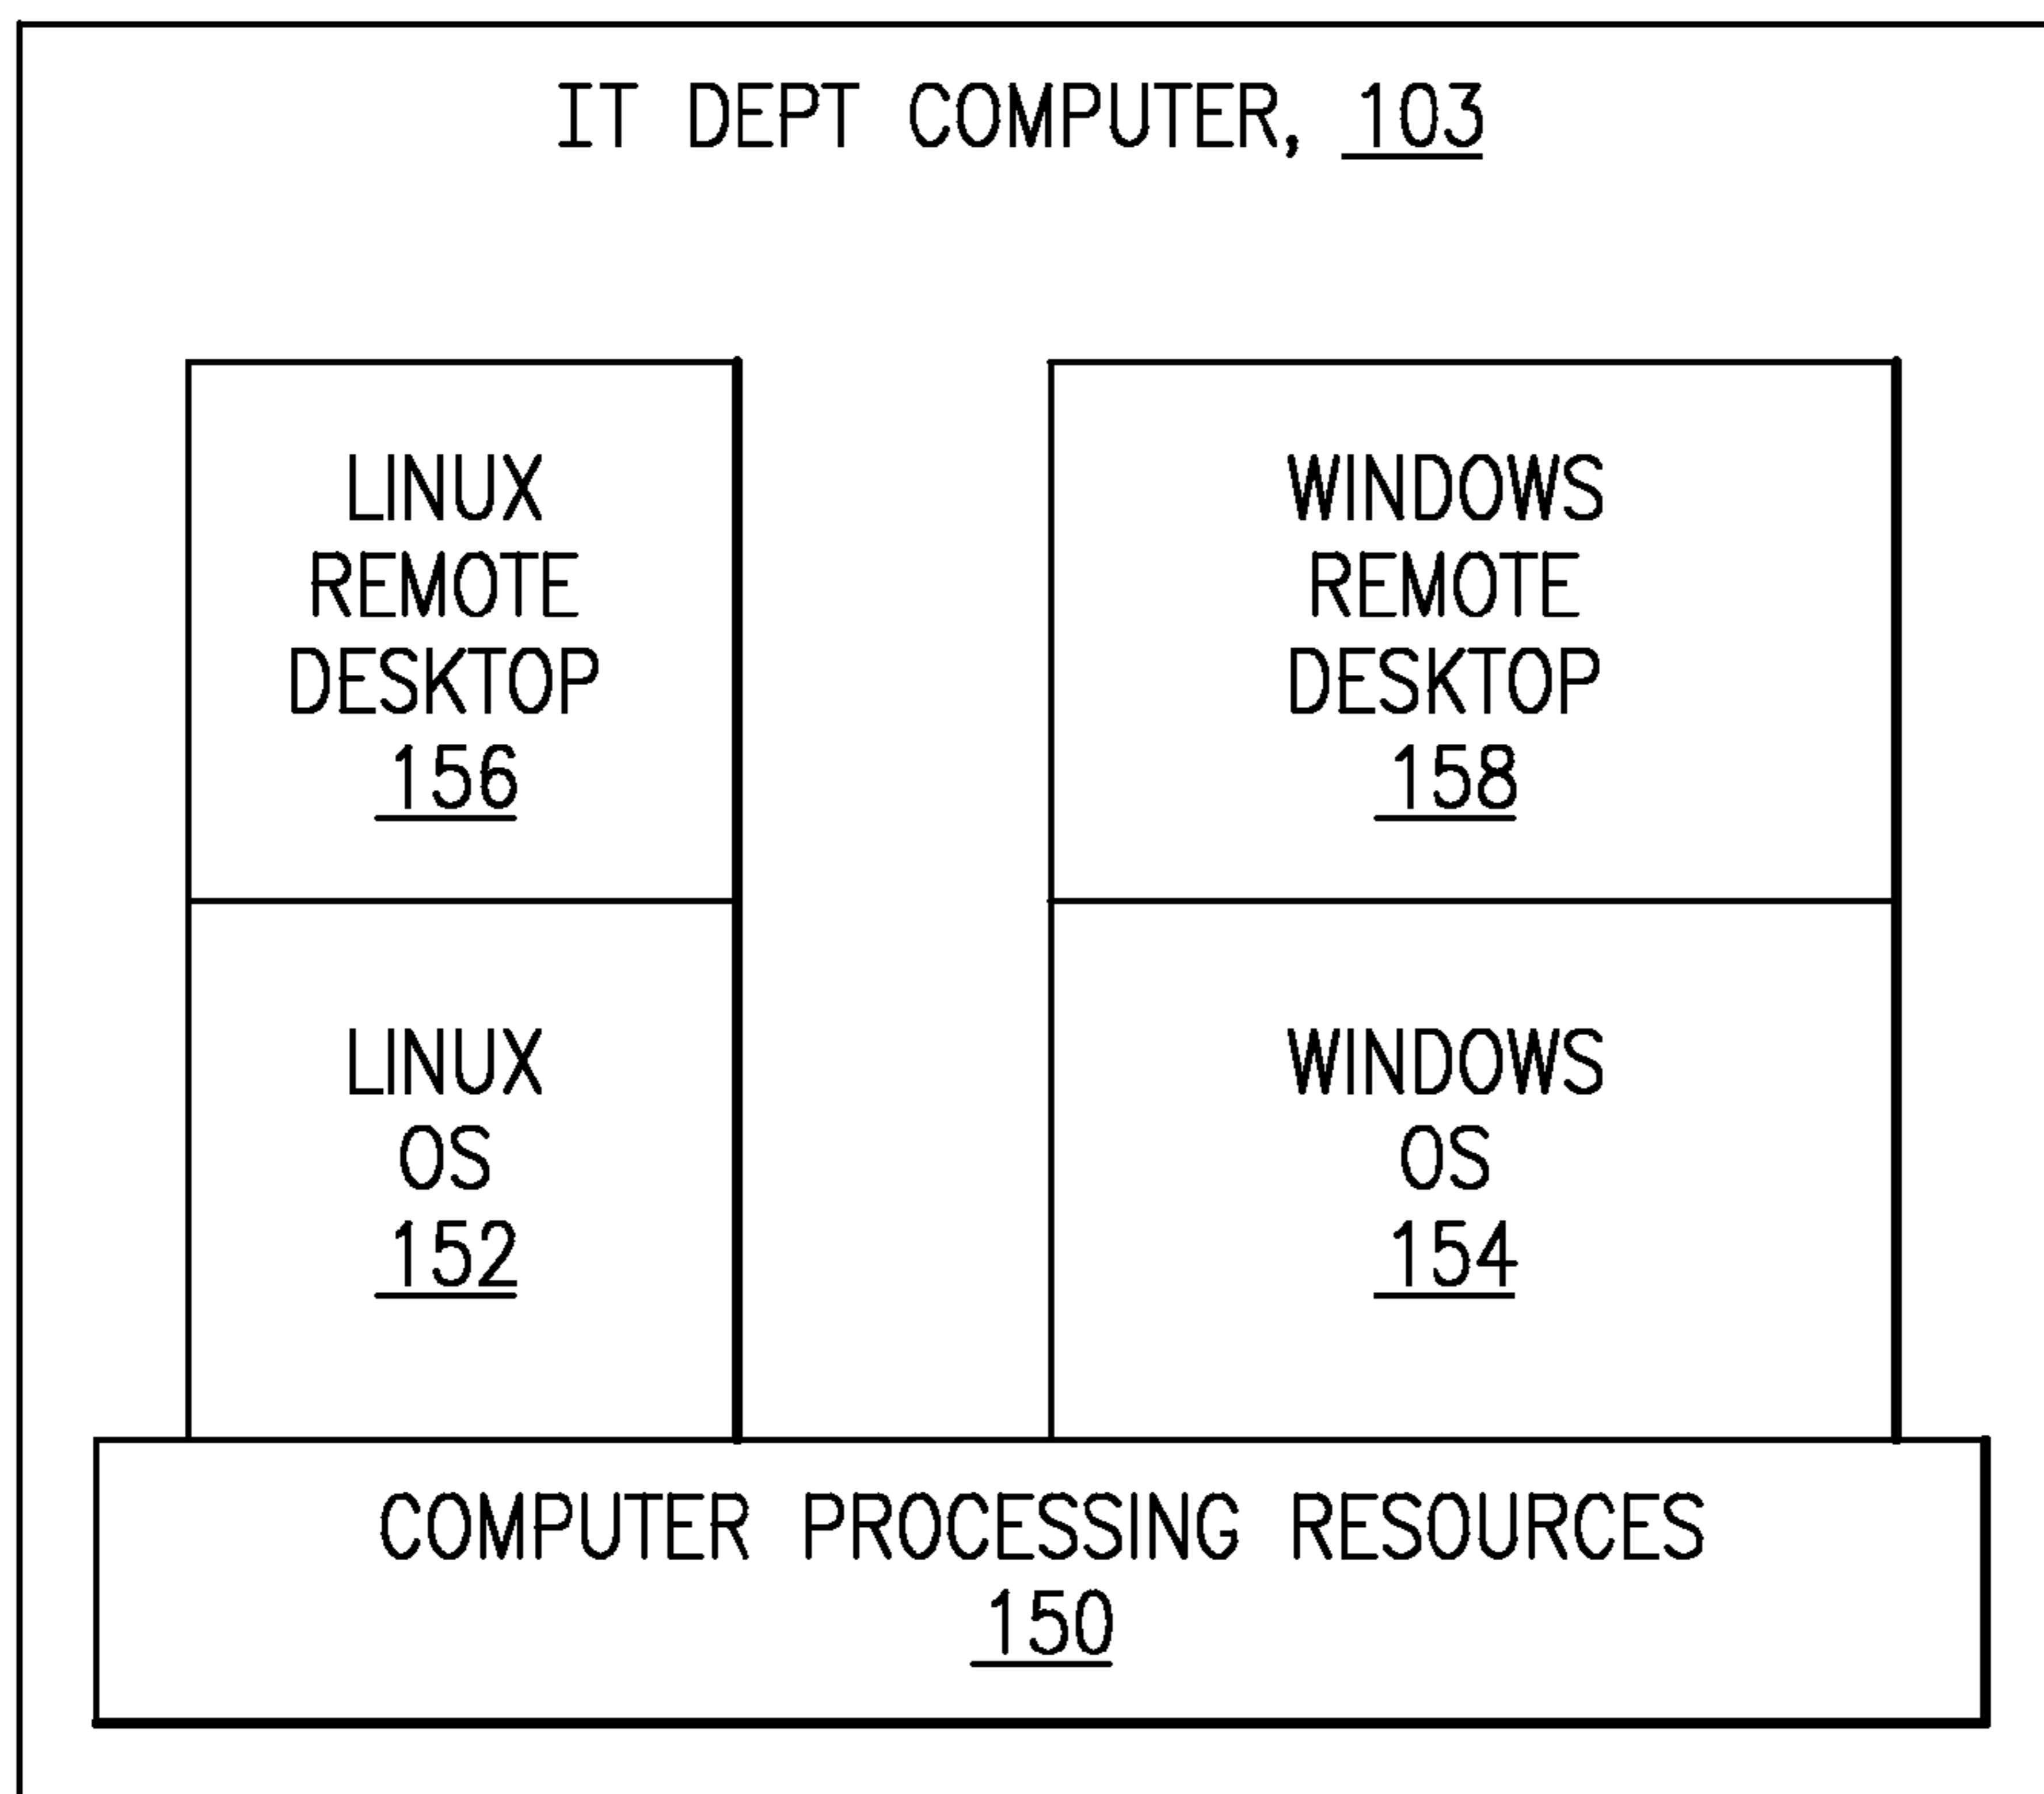 IT DEPT COMPUTER, 103
LINUX
REMOTE
DESKTOP
156
WINDOWS
REMOTE
DESKTOP
158
LINUX
OS
152
WINDOWS
OS
154
COMPUTER PROCESSING RESOURCES
150